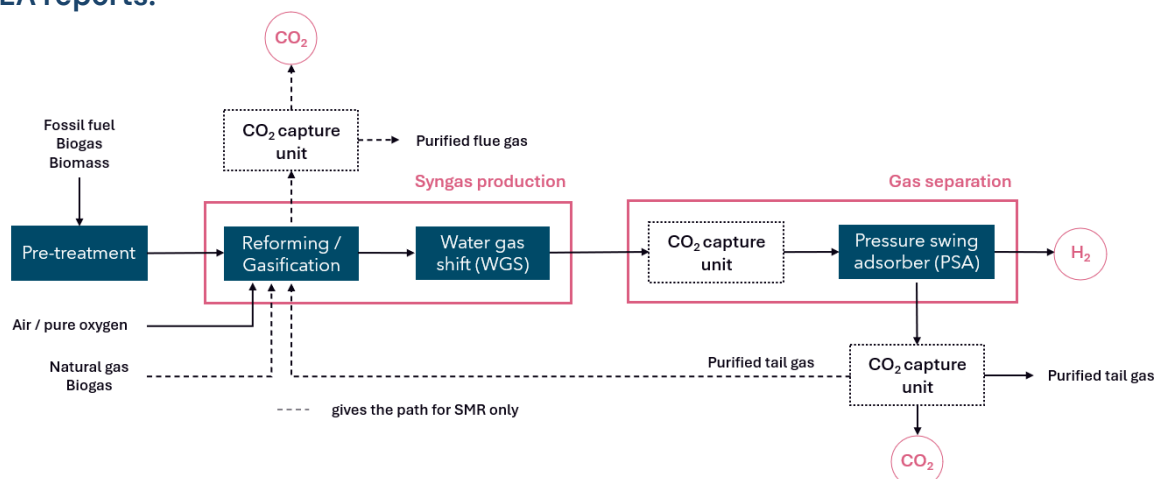 EA reports.
CO₂
Fossil fuel
Biogas
Biomass
CO₂ capture
unit
Purified flue gas
Syngas production
Gas separation
Pre-treatment
Reforming /
Gasification
Water gas
shift (WGS)
CO₂ capture
unit
Pressure swing
adsorber (PSA)
H₂
Air / pure oxygen
Natural gas
Biogas
Purified tail gas
CO₂ capture
unit
Purified tail gas
gives the path for SMR only
CO₂